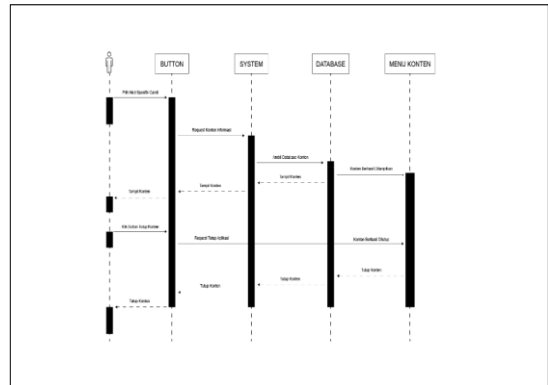 BUTTON
SYSTEM
DATABASE
MENU KONTEN
Request Konten Informasi
Ambil Database Konten
Konten Berhasil Ditampilkan
Tampil Konten
Tampil Konten
Tampil Konten
Klik Button Tutup Konten
Request Tutup Aplikasi
Konten Berhasil Ditutup
Tutup Konten
Tutup Konten
Tutup Konten
Tutup Konten